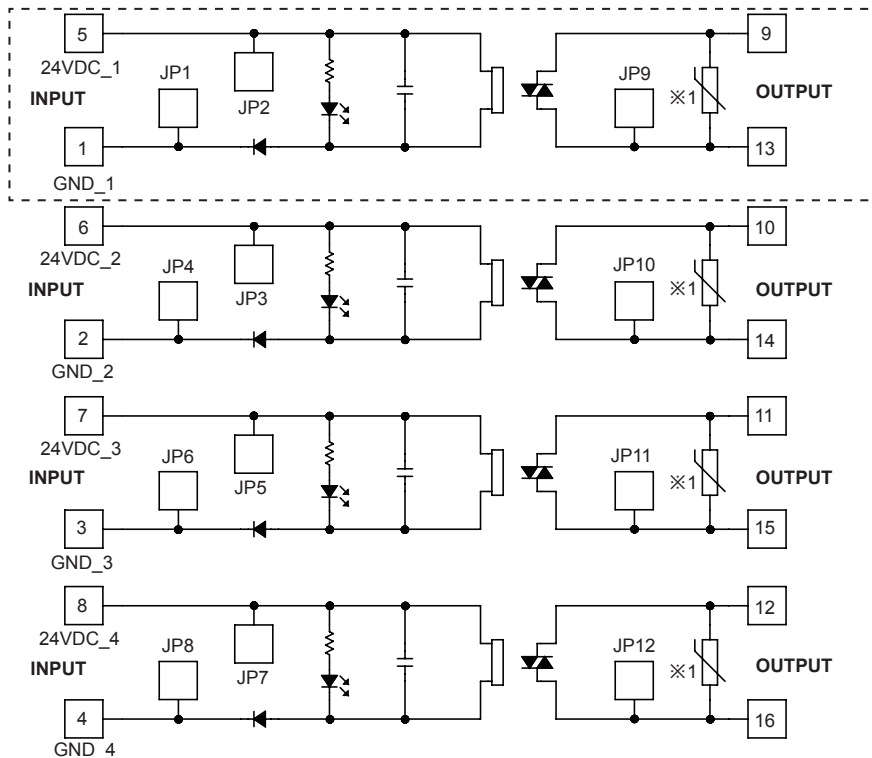 5
9
24VDC_1
JP1
JP2
JP9
※1
INPUT
OUTPUT
1
13
GND_1
6
10
24VDC_2
JP4
JP3
JP10
※1
INPUT
OUTPUT
2
14
GND_2
7
11
24VDC_3
JP6
JP5
JP11
※1
INPUT
OUTPUT
3
15
GND_3
8
12
24VDC_4
JP8
JP7
JP12
※1
INPUT
OUTPUT
4
16
GND_4